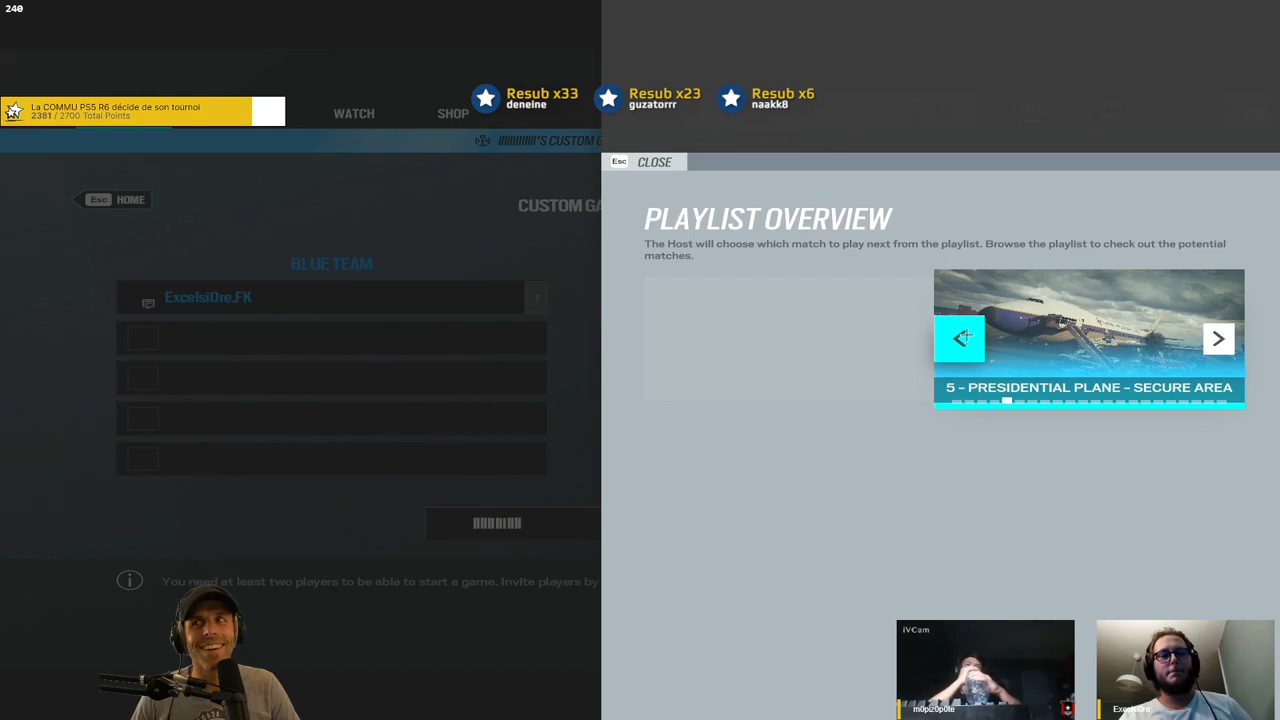 240
La COMMU PS5 R6 décide de son tournoi
2381 / 2700 Total Points
Resub x33
deneine
Resub x23
guzatorrr
Resub x6
naakk8
WATCH
SHOP
'S CUSTOM G
Esc CLOSE
Esc HOME
CUSTOM GA
PLAYLIST OVERVIEW
The Host will choose which match to play next from the playlist. Browse the playlist to check out the potential
matches.
BLUE TEAM
Excelsi0re.FK
?
5 - PRESIDENTIAL PLANE - SECURE AREA
You need at least two players to be able to start a game. Invite players by
iVCam
m0piz0p0te
Excelsi0re